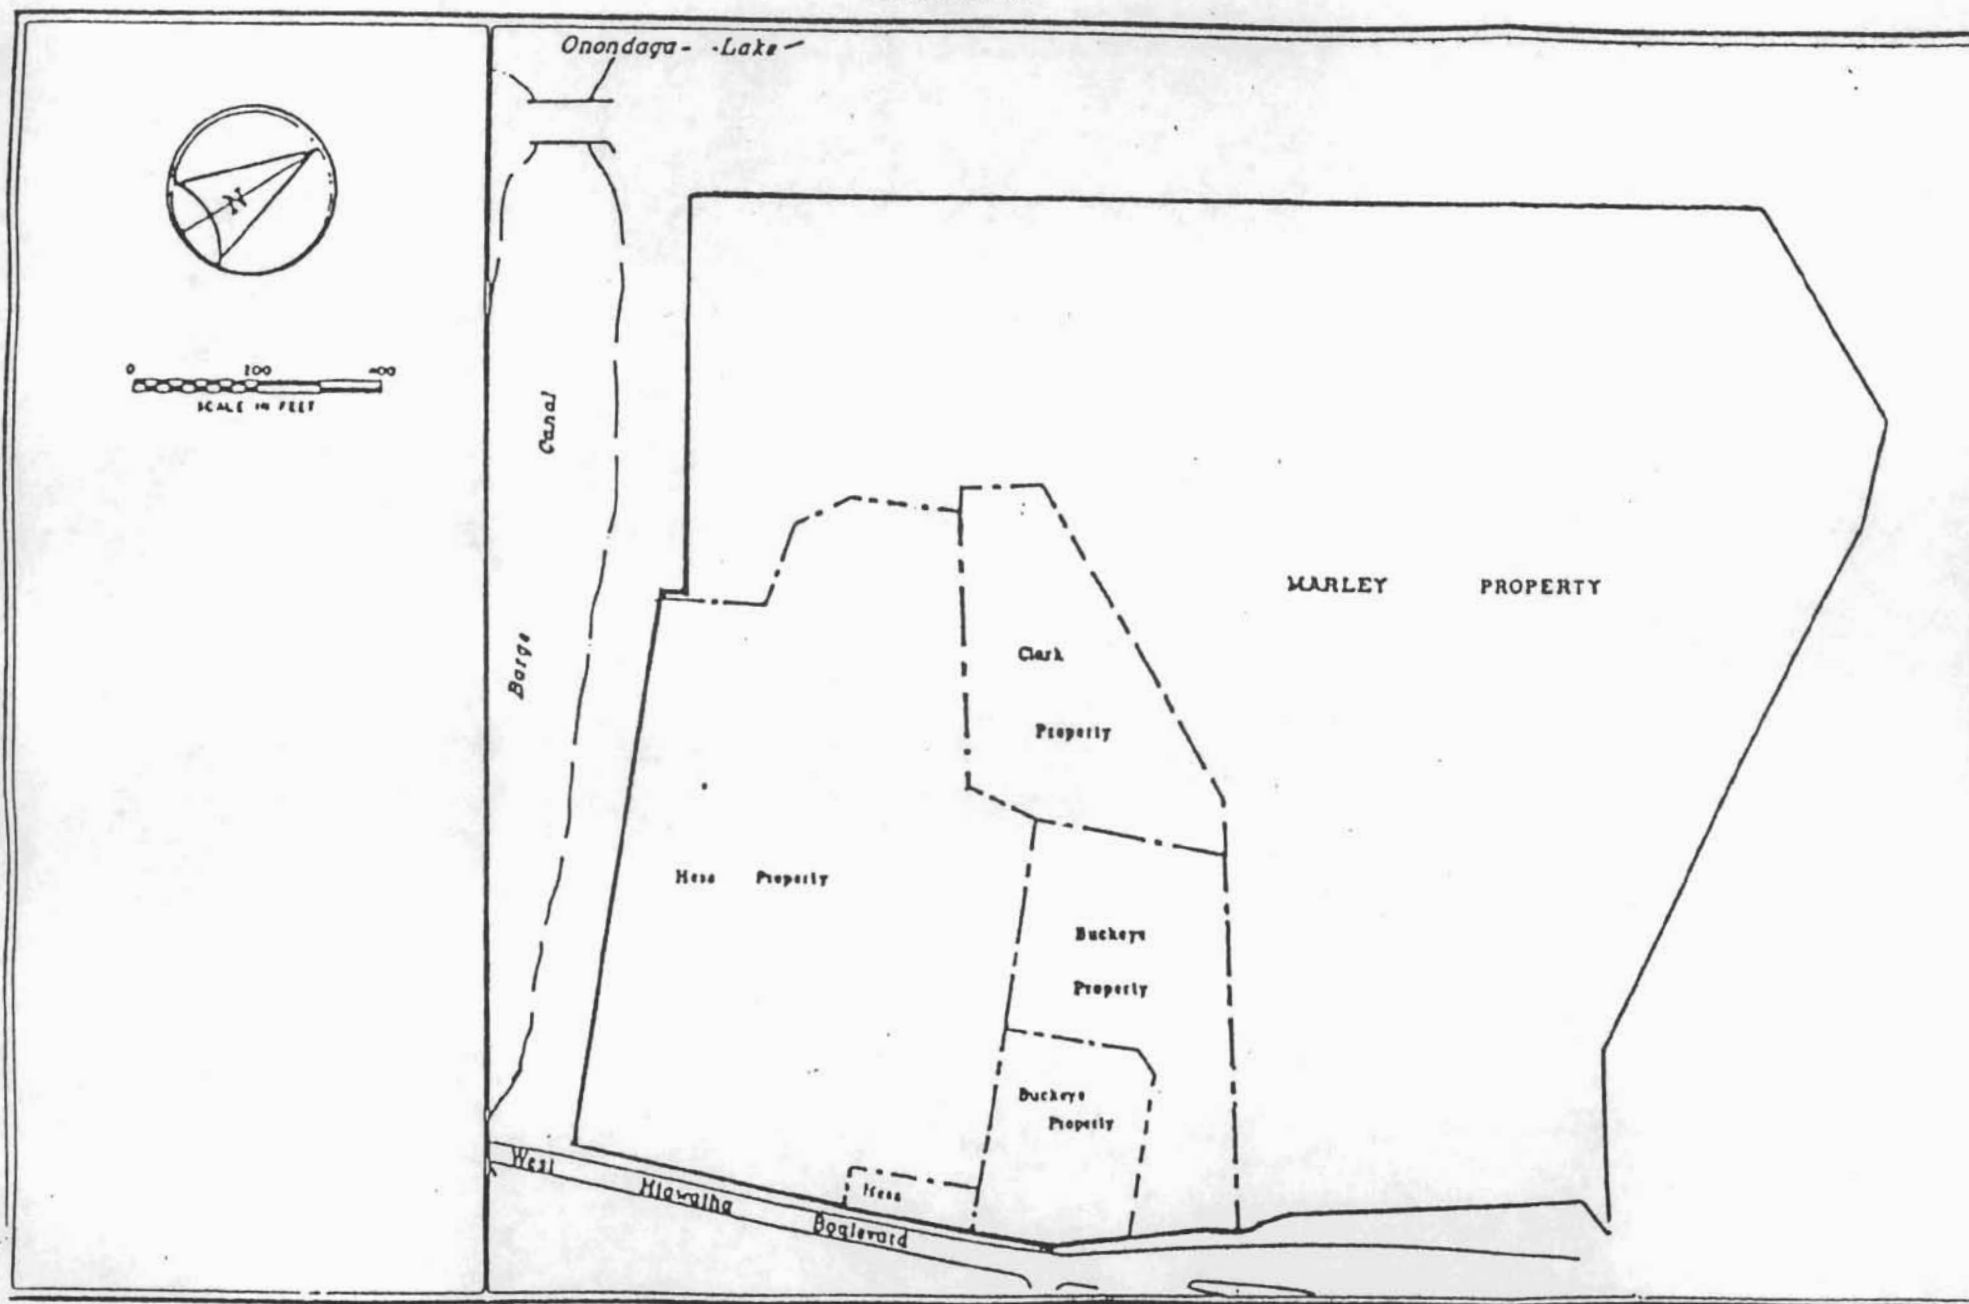 Onondaga- -Lake
N
0 200 400
SCALE IN FEET
Canal
Barge
MARLEY PROPERTY
Clark
Property
Hess Property
Buckeye
Property
Buckeye
Property
Hess
West
Hiawatha
Boulevard